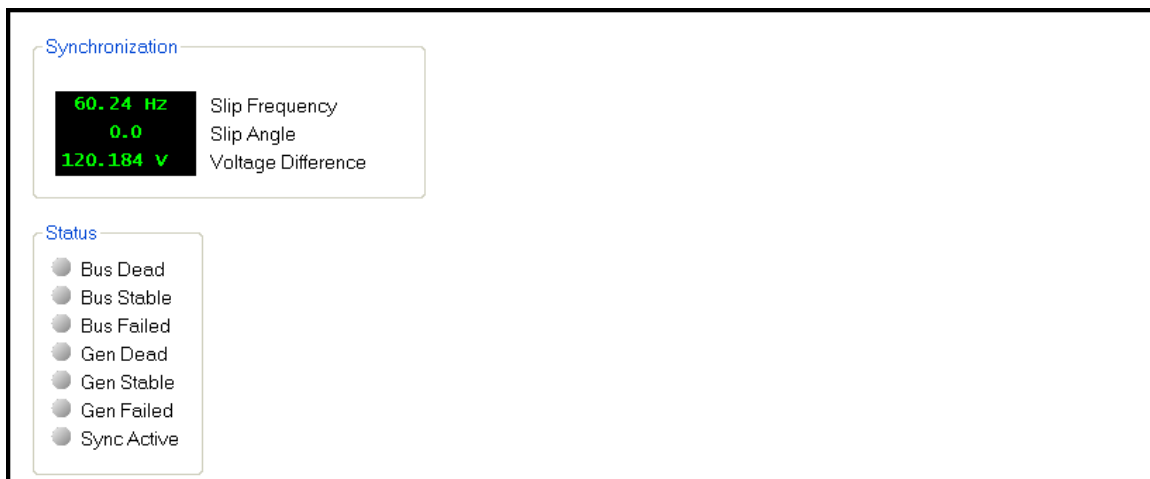 Synchronization
60.24 Hz Slip Frequency
0.0 Slip Angle
120.184 V Voltage Difference
Status
Bus Dead
Bus Stable
Bus Failed
Gen Dead
Gen Stable
Gen Failed
Sync Active